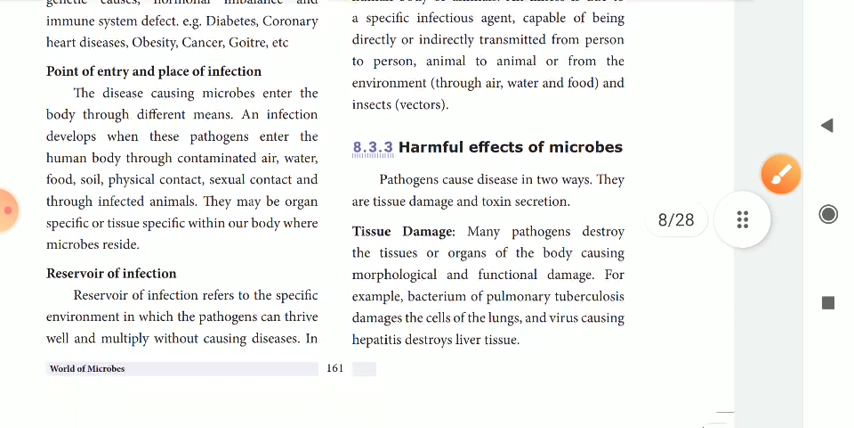 genetic causes, hormonal imbalance and
immune system defect. e.g. Diabetes, Coronary
heart diseases, Obesity, Cancer, Goitre, etc
Point of entry and place of infection
The disease causing microbes enter the
body through different means. An infection
develops when these pathogens enter the
human body through contaminated air, water,
food, soil, physical contact, sexual contact and
through infected animals. They may be organ
specific or tissue specific within our body where
microbes reside.
Reservoir of infection
Reservoir of infection refers to the specific
environment in which the pathogens can thrive
well and multiply without causing diseases. In
a specific infectious agent, capable of being
directly or indirectly transmitted from person
to person, animal to animal or from the
environment (through air, water and food) and
insects (vectors).
8.3.3 Harmful effects of microbes
Pathogens cause disease in two ways. They
are tissue damage and toxin secretion.
Tissue Damage: Many pathogens destroy
the tissues or organs of the body causing
morphological and functional damage. For
example, bacterium of pulmonary tuberculosis
damages the cells of the lungs, and virus causing
hepatitis destroys liver tissue.
World of Microbes
161
8/28